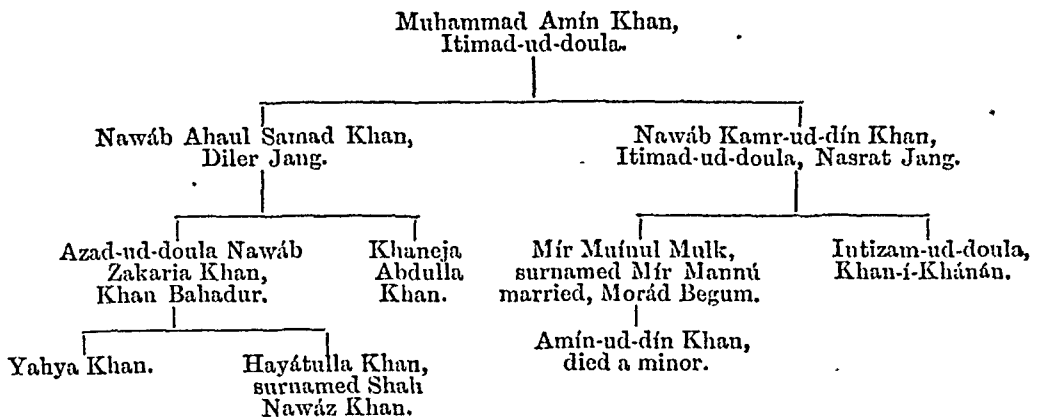 Muhammad Amín Khan,
Itimad-ud-doula.
Nawáb Ahaul Samad Khan,
Diler Jang.
Nawáb Kamr-ud-dín Khan,
Itimad-ud-doula, Nasrat Jang.
Azad-ud-doula Nawáb
Zakaria Khan,
Khan Bahadur.
Khaneja
Abdulla
Khan.
Mír Muínul Mulk,
surnamed Mír Mannú
married, Morád Begum.
Intizam-ud-doula,
Khan-í-Khánán.
Yahya Khan.
Hayátulla Khan,
surnamed Shah
Nawáz Khan.
Amín-ud-dín Khan,
died a minor.